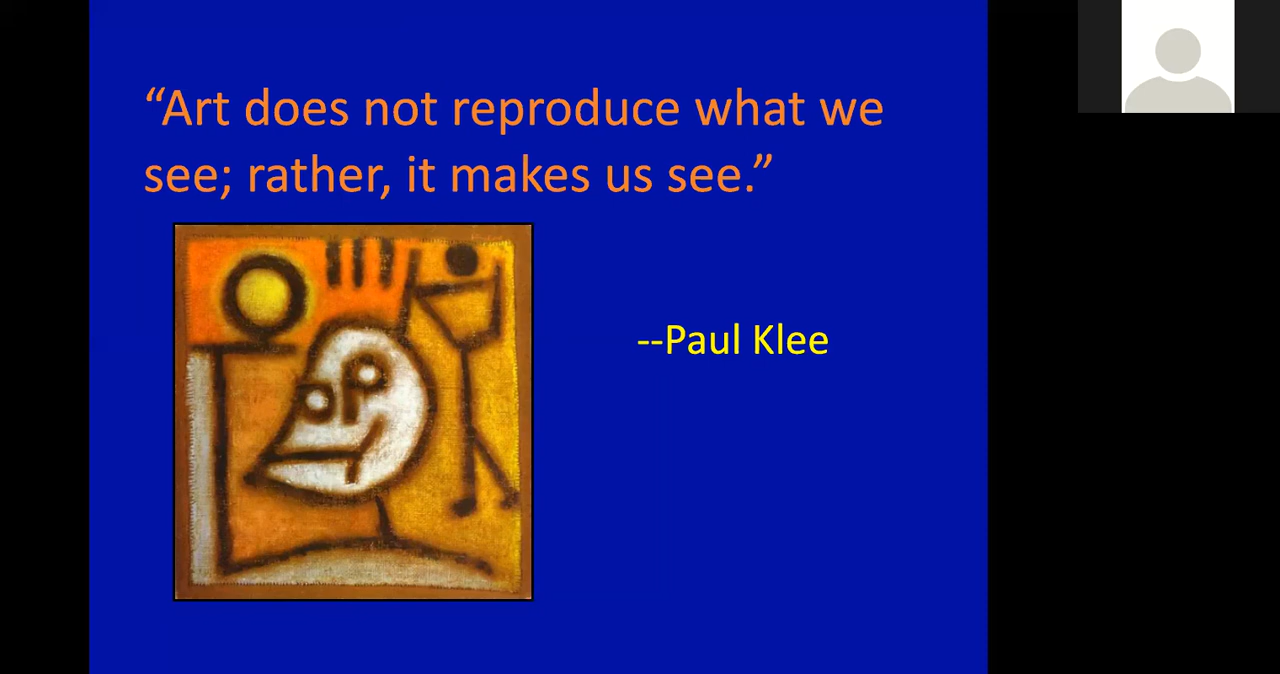 “Art does not reproduce what we
see; rather, it makes us see.”
--Paul Klee